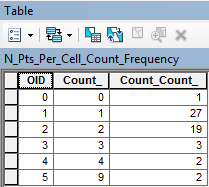 Table
N_Pts_Per_Cell_Count_Frequency
OID Count_ Count_Count_
0 0 1
1 1 27
2 2 19
3 3 3
4 4 2
5 9 2